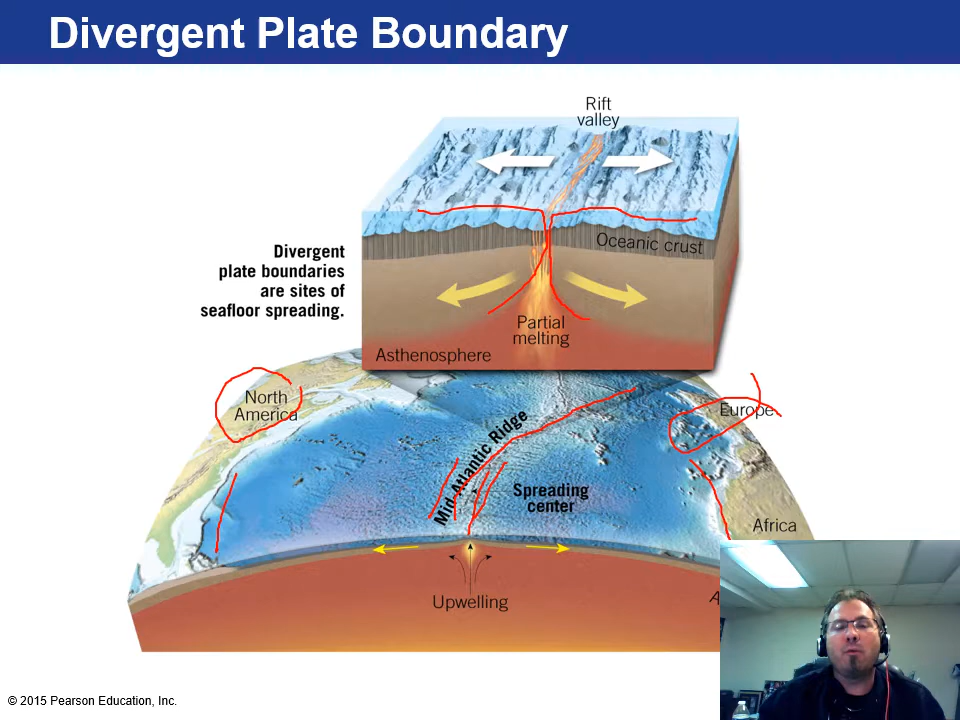 Divergent Plate Boundary
Rift
valley
Oceanic crust
Divergent
plate boundaries
are sites of
seafloor spreading.
Partial
melting
Asthenosphere
North
America
Europe
Mid-Atlantic Ridge
Spreading
center
Africa
Upwelling
A
© 2015 Pearson Education, Inc.